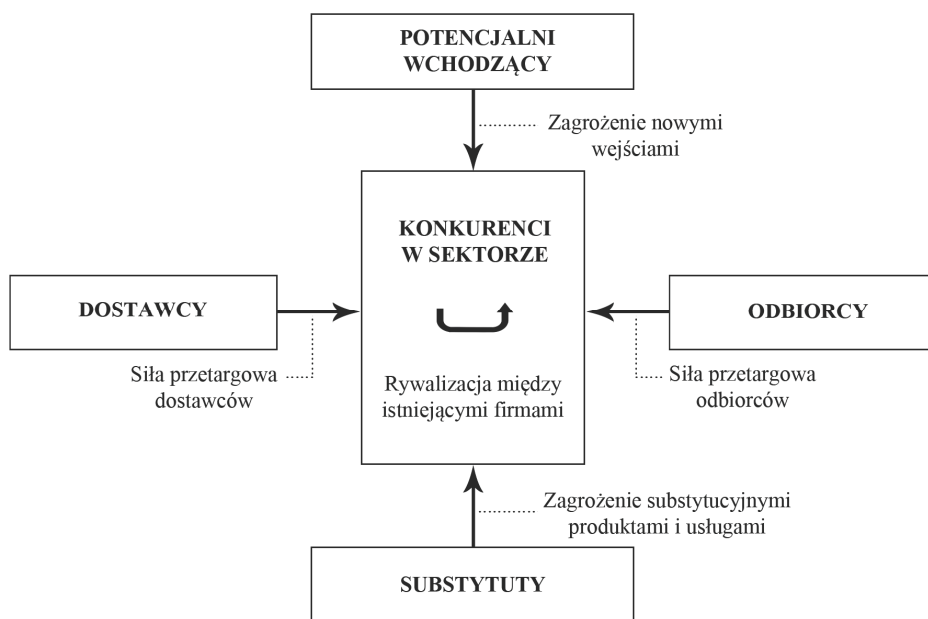 POTENCJALNI
WCHODZĄCY
Zagrożenie nowymi
wejściami
KONKURENCI
W SEKTORZE
DOSTAWCY
ODBIORCY
Siła przetargowa
dostawców
Rywalizacja między
istniejącymi firmami
Siła przetargowa
odbiorców
Zagrożenie substytucyjnymi
produktami i usługami
SUBSTYTUTY